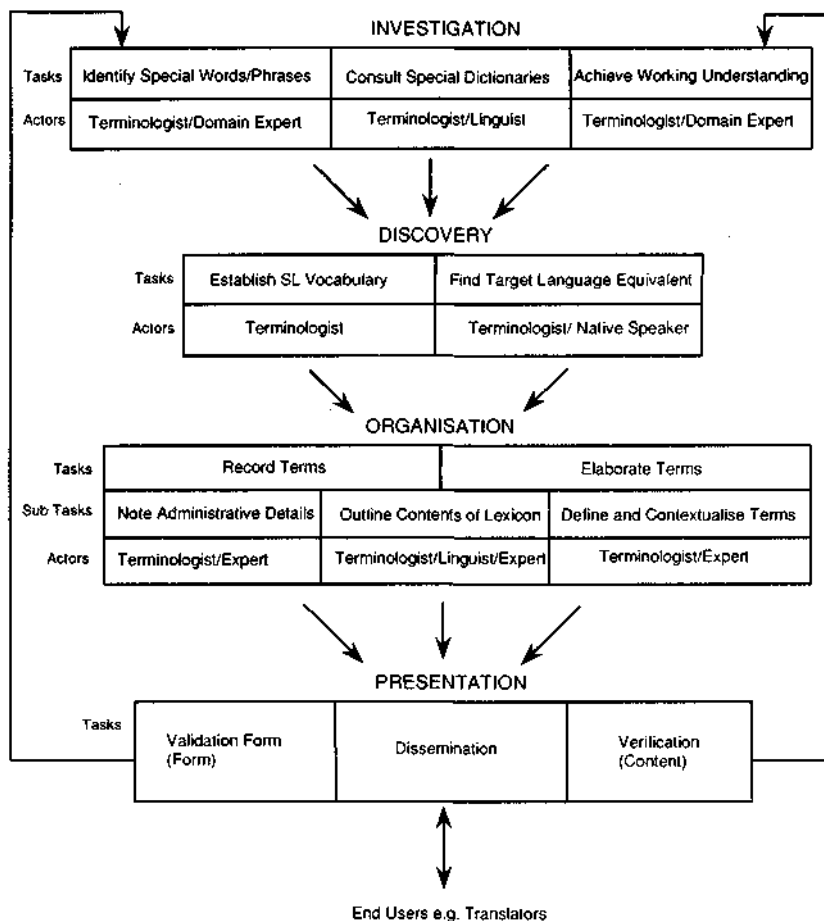 INVESTIGATION
Tasks Identify Special Words/Phrases Consult Special Dictionaries Achieve Working Understanding
Actors Terminologist/Domain Expert Terminologist/Linguist Terminologist/Domain Expert
DISCOVERY
Tasks Establish SL Vocabulary Find Target Language Equivalent
Actors Terminologist Terminologist/ Native Speaker
ORGANISATION
Tasks Record Terms Elaborate Terms
Sub Tasks Note Administrative Details Outline Contents of Lexicon Define and Contextualise Terms
Actors Terminologist/Expert Terminologist/Linguist/Expert Terminologist/Expert
PRESENTATION
Tasks
Validation Form
(Form)
Dissemination
Verilication
(Content)
End Users e.g. Translators